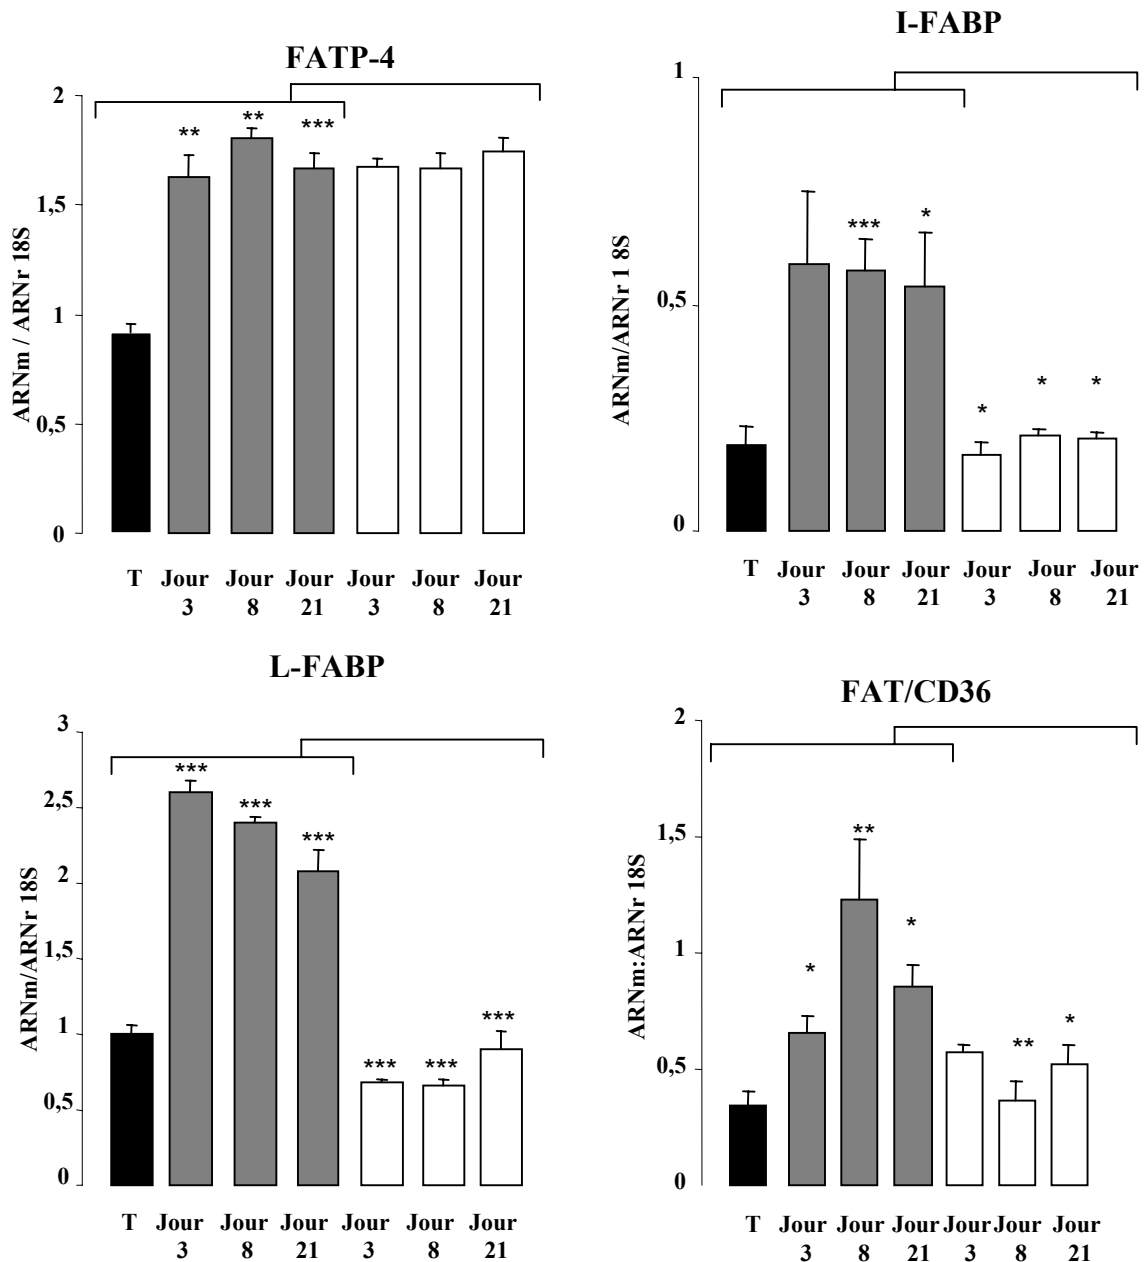 FATP-4
ARNm / ARNr 18S
2
1,5
1
0,5
0
** ** ***
T Jour Jour Jour Jour Jour Jour
3 8 21 3 8 21
I-FABP
ARNm/ARNr 1 8S
1
0,5
0
*** * * * *
T Jour Jour Jour Jour Jour Jour
3 8 21 3 8 21
L-FABP
ARNm/ARNr 18S
3
2,5
2
1,5
1
0,5
0
*** *** *** *** *** ***
T Jour Jour Jour Jour Jour Jour
3 8 21 3 8 21
FAT/CD36
ARNm:ARNr 18S
2
1,5
1
0,5
0
* ** * ** *
T Jour Jour Jour Jour Jour Jour
3 8 21 3 8 21